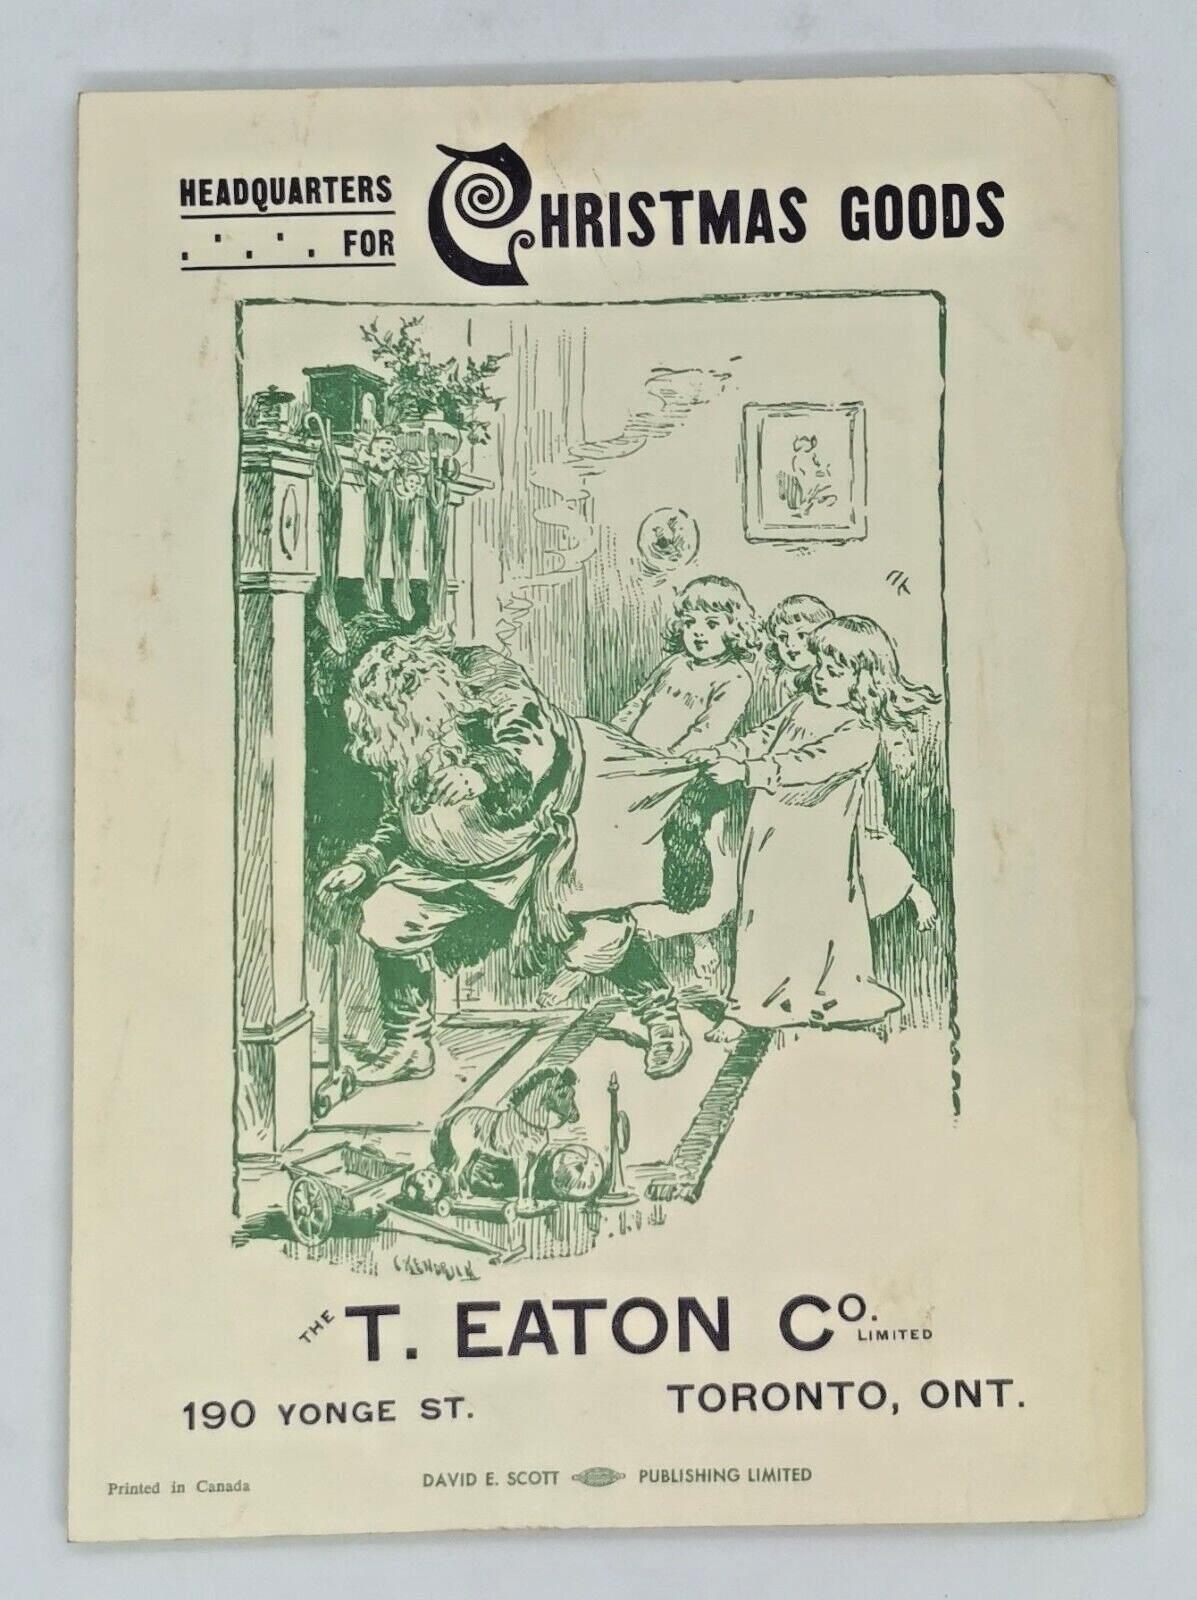 HEADQUARTERS
FOR
CHRISTMAS GOODS
THE T. EATON Co. LIMITED
190 YONGE ST. TORONTO, ONT.
Printed in Canada
DAVID E. SCOTT PUBLISHING LIMITED